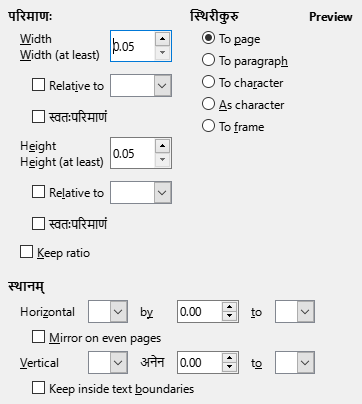 परिमाणः
Width
Width (at least)
0.05
Relative to
स्वतःपरिमाणं
Height
Height (at least)
0.05
Relative to
स्वतःपरिमाणं
Keep ratio
स्थिरीकुरु
To page
To paragraph
To character
As character
To frame
Preview
स्थानम्
Horizontal by 0.00 to
Mirror on even pages
Vertical अनेन 0.00 to
Keep inside text boundaries